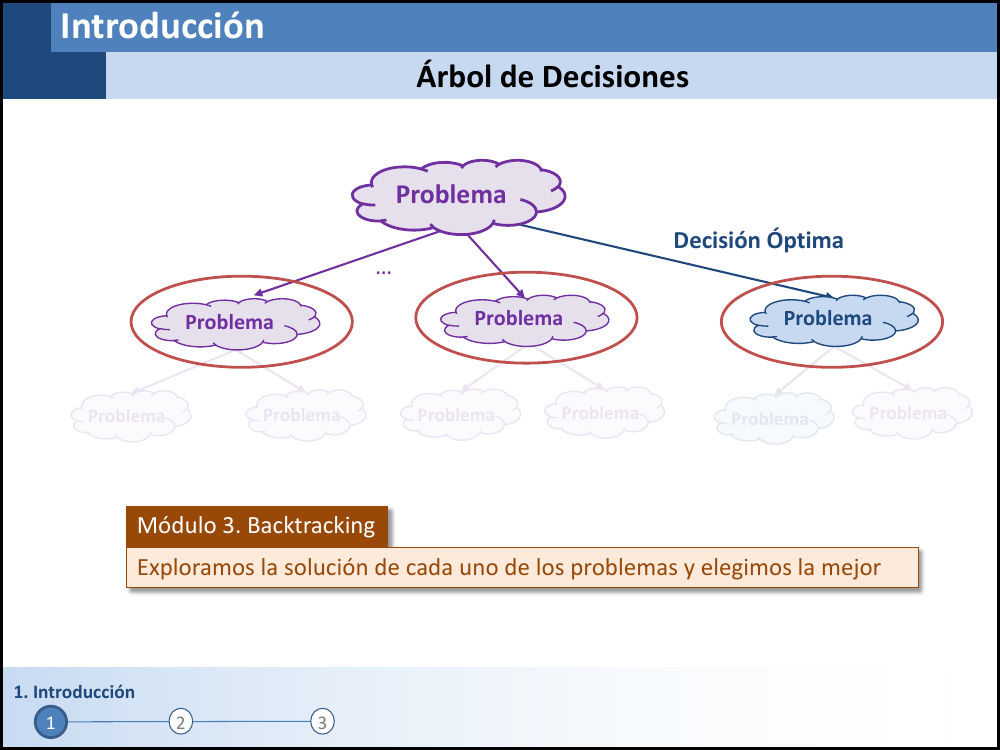 Introducción
Árbol de Decisiones
Problema
Decisión Óptima
...
Problema
Problema
Problema
Problema
Problema
Problema
Problema
Problema
Problema
Módulo 3. Backtracking
Exploramos la solución de cada uno de los problemas y elegimos la mejor
1. Introducción
1
2
3